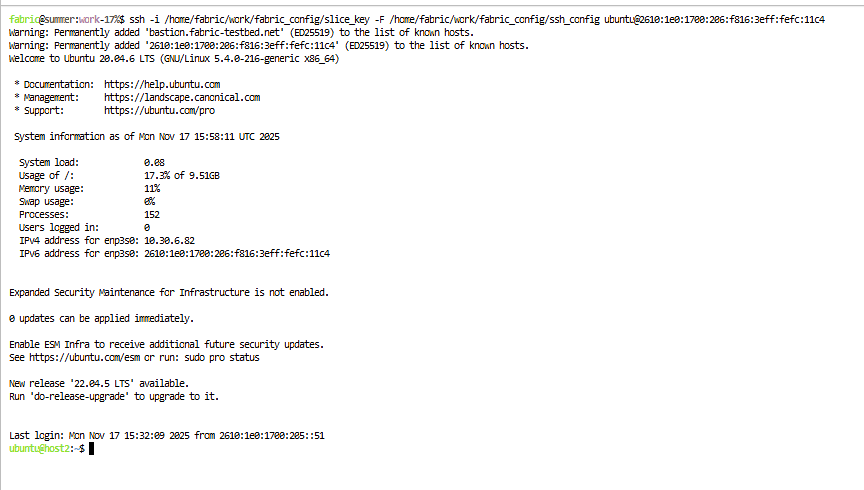 fabric@summer:work-17% ssh -i /home/fabric/work/fabric_config/slice_key -F /home/fabric/work/fabric_config/ssh_config ubuntu@2610:1e0:1700:206:f816:3eff:fefc:11c4
Warning: Permanently added 'bastion.fabric-testbed.net' (ED25519) to the list of known hosts.
Warning: Permanently added '2610:1e0:1700:206:f816:3eff:fefc:11c4' (ED25519) to the list of known hosts.
Welcome to Ubuntu 20.04.6 LTS (GNU/Linux 5.4.0-216-generic x86_64)
* Documentation: https://help.ubuntu.com
* Management: https://landscape.canonical.com
* Support: https://ubuntu.com/pro
System information as of Mon Nov 17 15:58:11 UTC 2025
System load: 0.08
Usage of /: 17.3% of 9.51GB
Memory usage: 11%
Swap usage: 0%
Processes: 152
Users logged in: 0
IPv4 address for enp3s0: 10.30.6.82
IPv6 address for enp3s0: 2610:1e0:1700:206:f816:3eff:fefc:11c4
Expanded Security Maintenance for Infrastructure is not enabled.
0 updates can be applied immediately.
Enable ESM Infra to receive additional future security updates.
See https://ubuntu.com/esm or run: sudo pro status
New release '22.04.5 LTS' available.
Run 'do-release-upgrade' to upgrade to it.
Last login: Mon Nov 17 15:32:09 2025 from 2610:1e0:1700:205::51
ubuntu@host2:~$